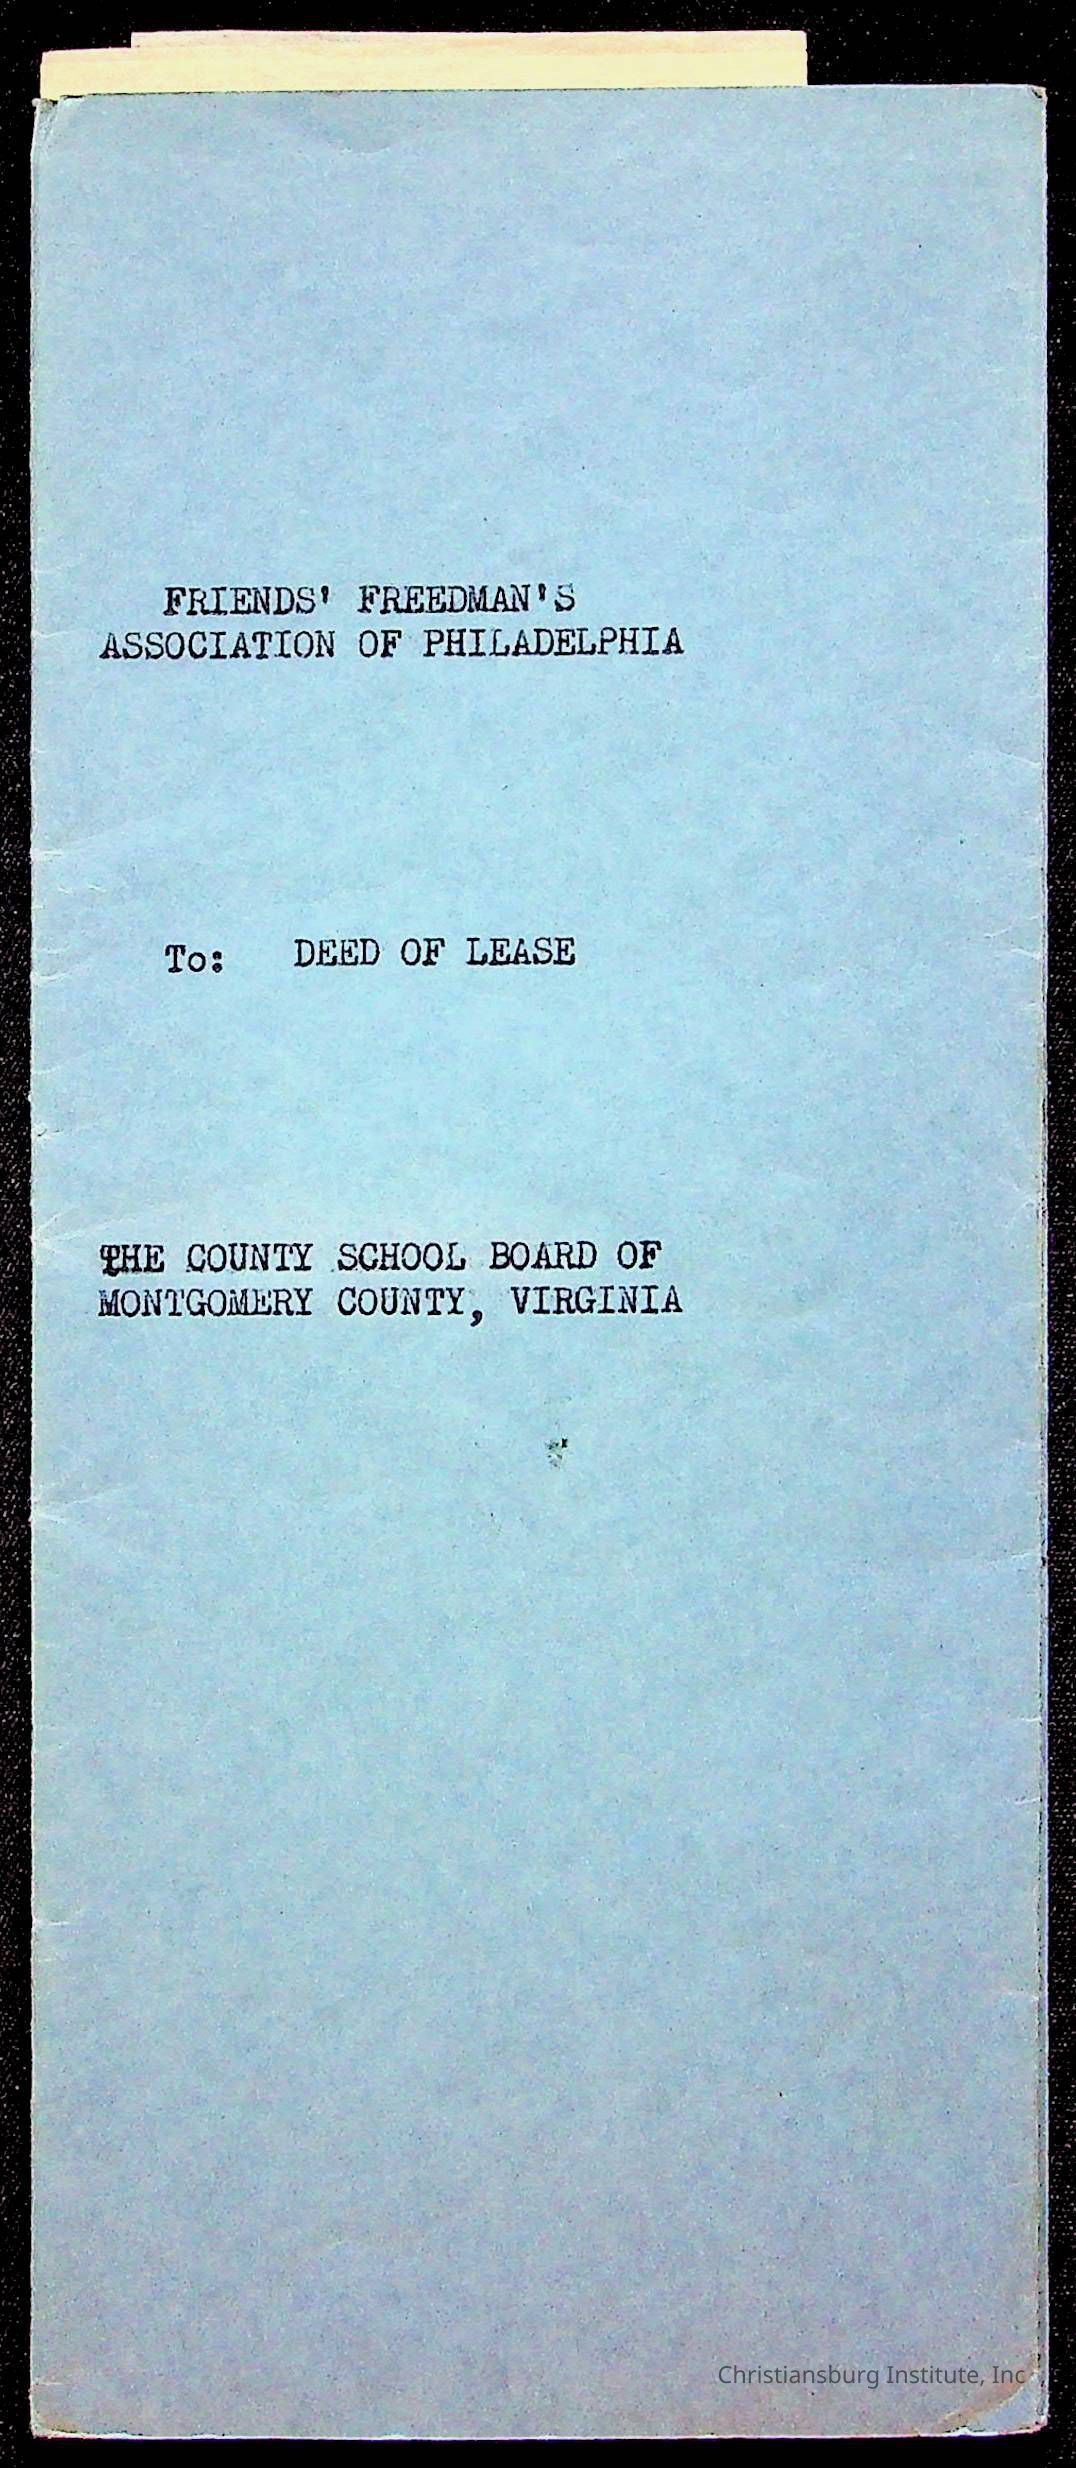 FRIENDS' FREEDMAN'S
ASSOCIATION OF PHILADELPHIA
To: DEED OF LEASE
THE COUNTY SCHOOL BOARD OF
MONTGOMERY COUNTY, VIRGINIA
Christiansburg Institute, Inc